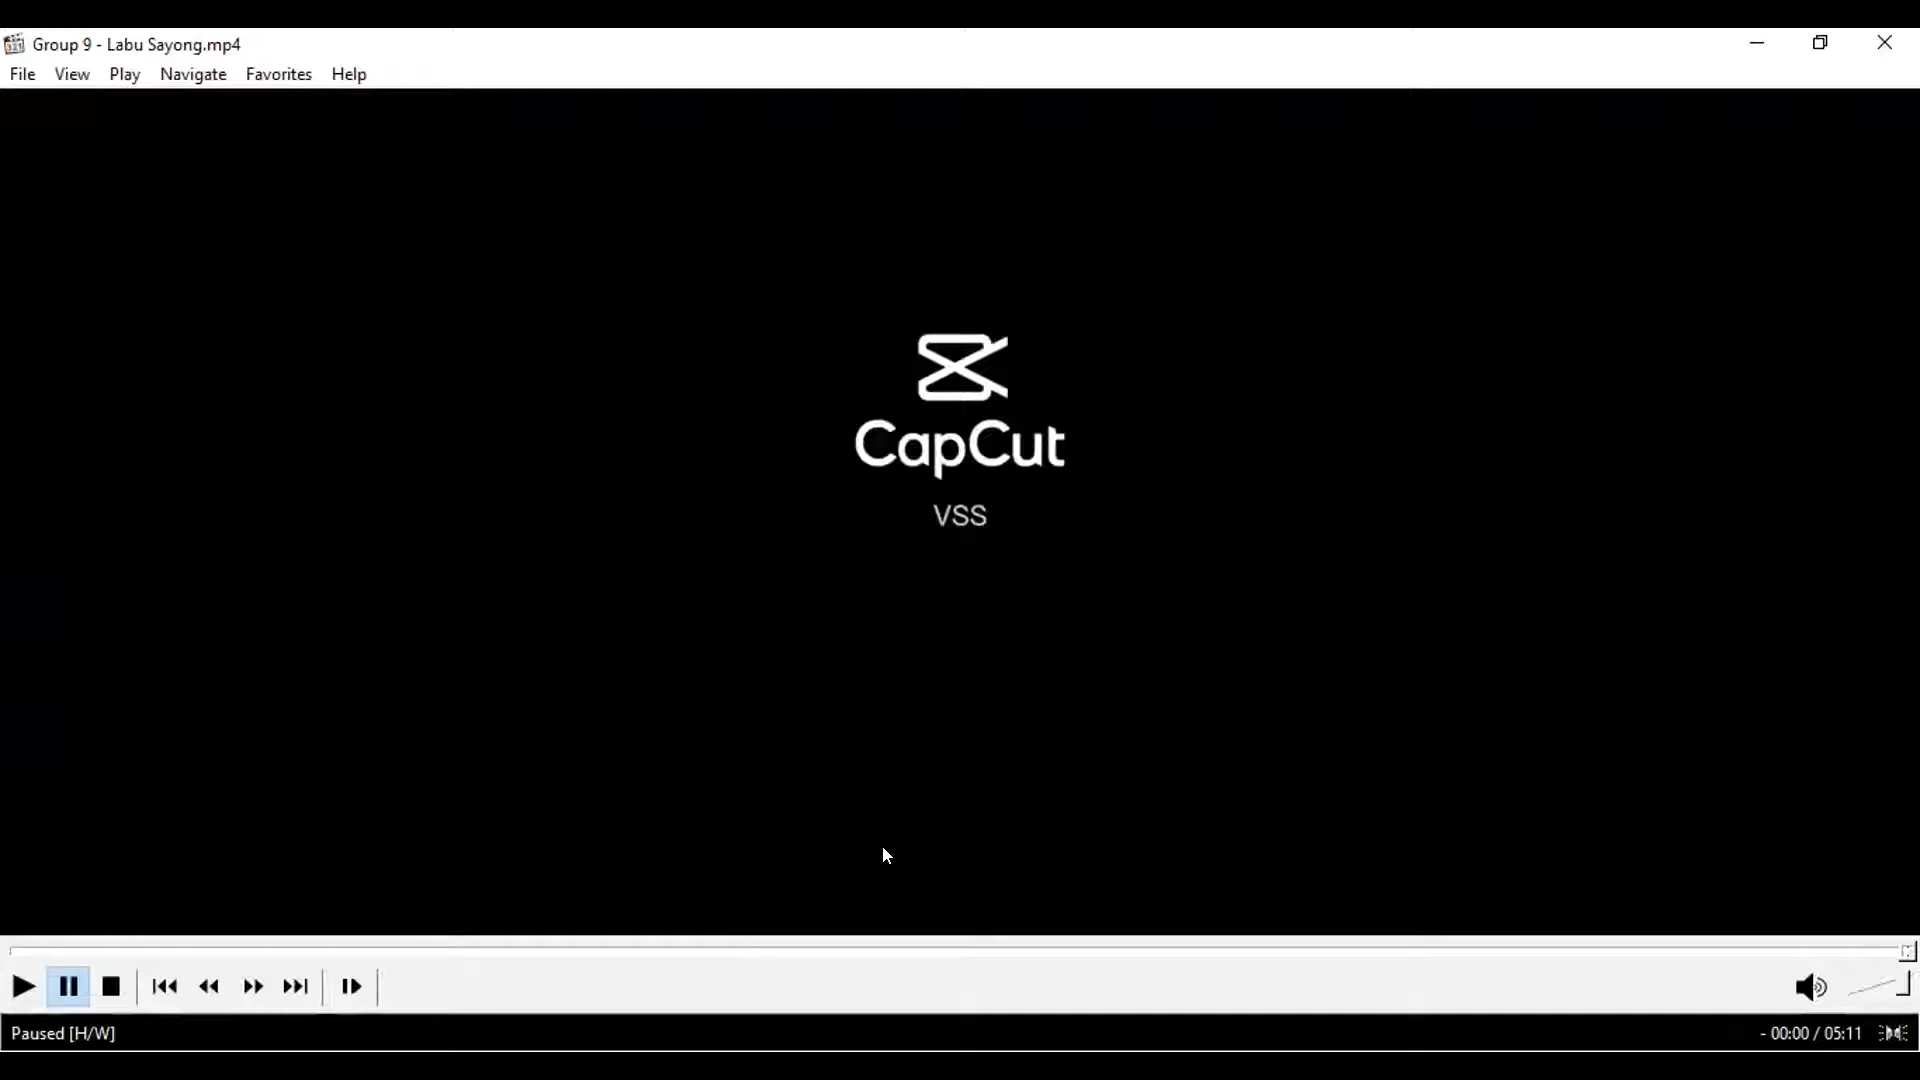 Group 9 - Labu Sayong.mp4
File View Play Navigate Favorites Help
CapCut
VSS
Paused [H/W]
- 00:00 / 05:11